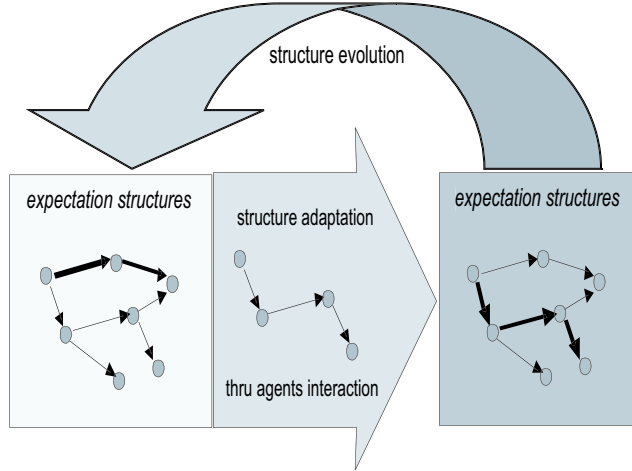 structure evolution
expectation structures
structure adaptation
thru agents interaction
expectation structures